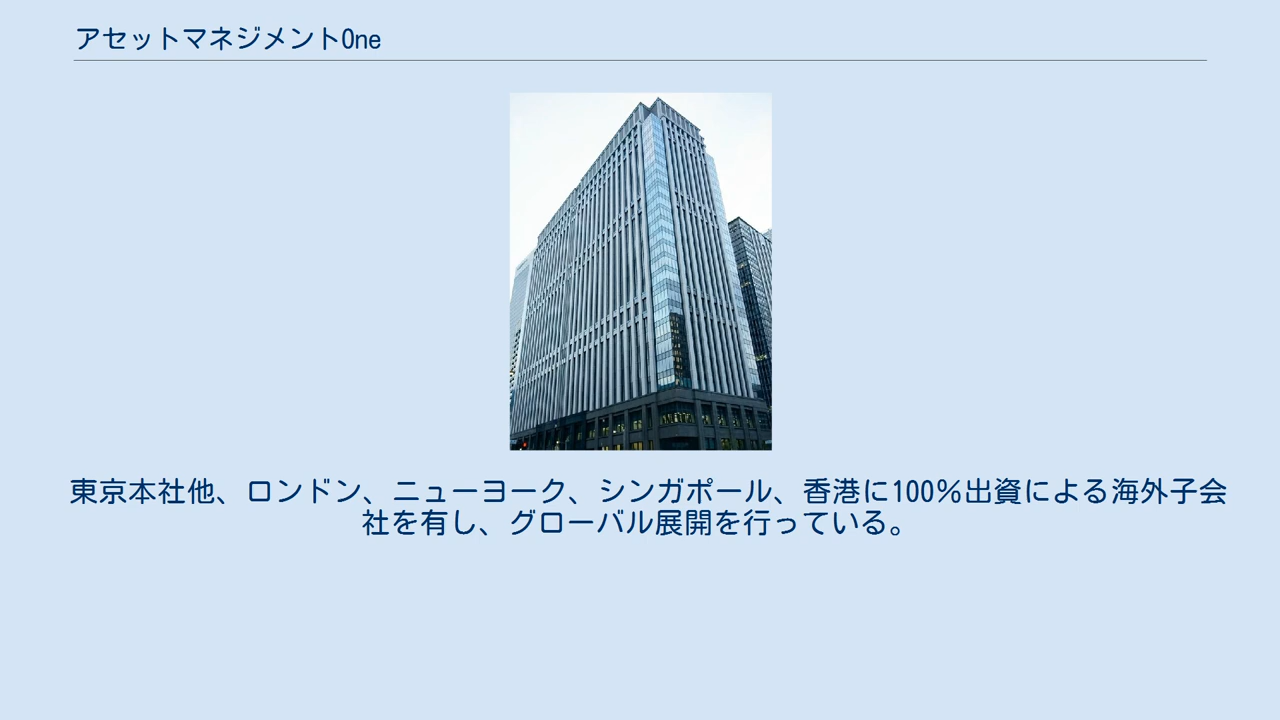 アセットマネジメントOne
東京本社他、ロンドン、ニューヨーク、シンガポール、香港に100％出資による海外子会
社を有し、グローバル展開を行っている。